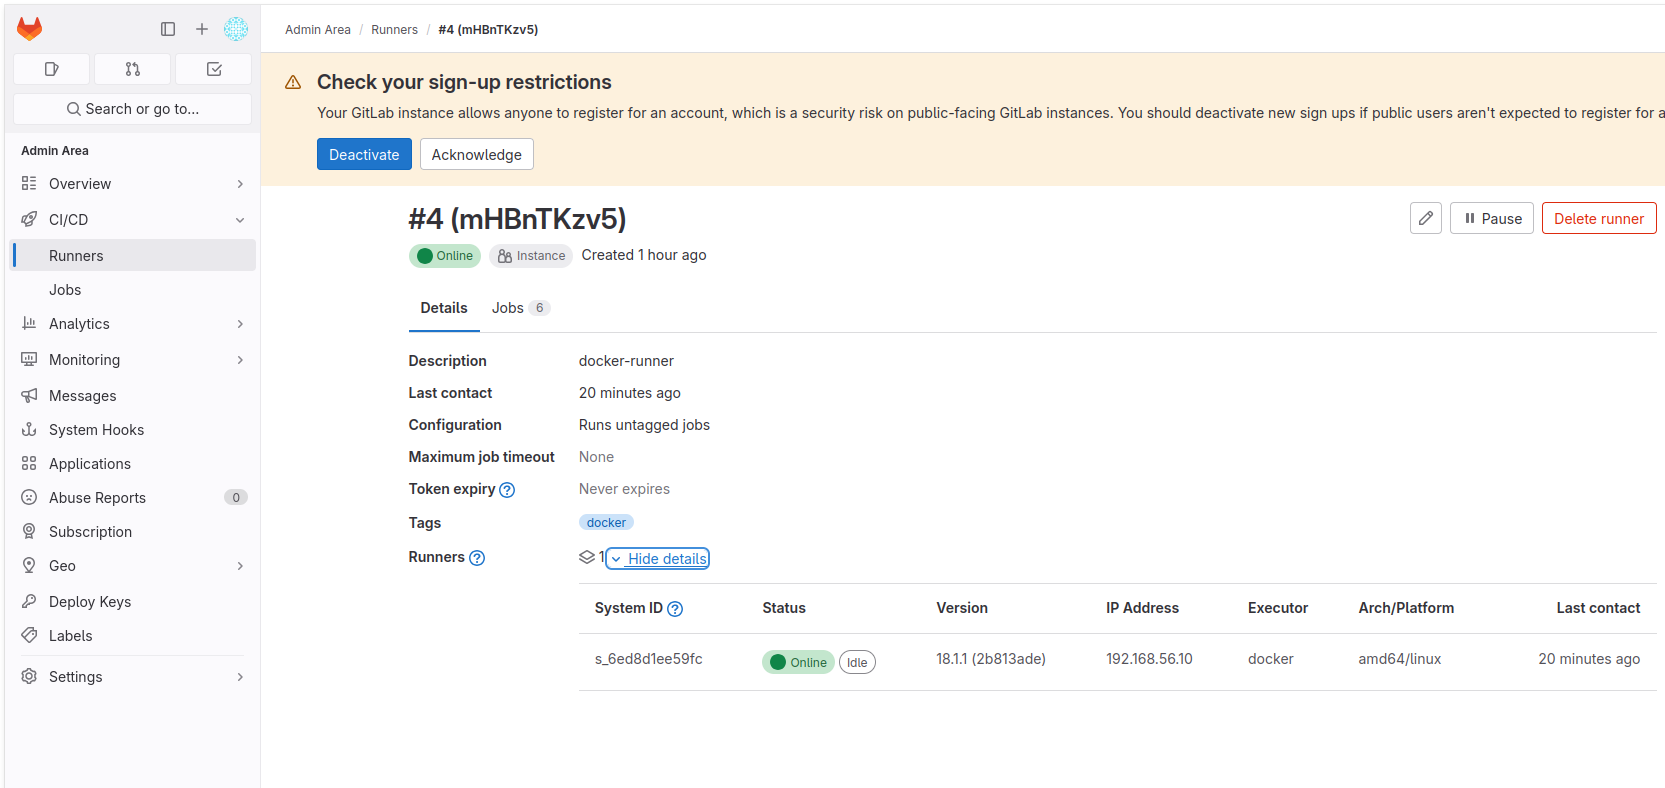 Admin Area / Runners / #4 (mHBnTKzv5)
Search or go to...
Admin Area
Overview
CI/CD
Runners
Jobs
Analytics
Monitoring
Messages
System Hooks
Applications
Abuse Reports 0
Subscription
Geo
Deploy Keys
Labels
Settings
Check your sign-up restrictions
Your GitLab instance allows anyone to register for an account, which is a security risk on public-facing GitLab instances. You should deactivate new sign ups if public users aren't expected to register for a
Deactivate Acknowledge
#4 (mHBnTKzv5)
Pause Delete runner
Online Instance Created 1 hour ago
Details Jobs 6
Description docker-runner
Last contact 20 minutes ago
Configuration Runs untagged jobs
Maximum job timeout None
Token expiry ? Never expires
Tags docker
Runners ? 1 Hide details
System ID ? Status Version IP Address Executor Arch/Platform Last contact
s_6ed8d1ee59fc Online Idle 18.1.1 (2b813ade) 192.168.56.10 docker amd64/linux 20 minutes ago